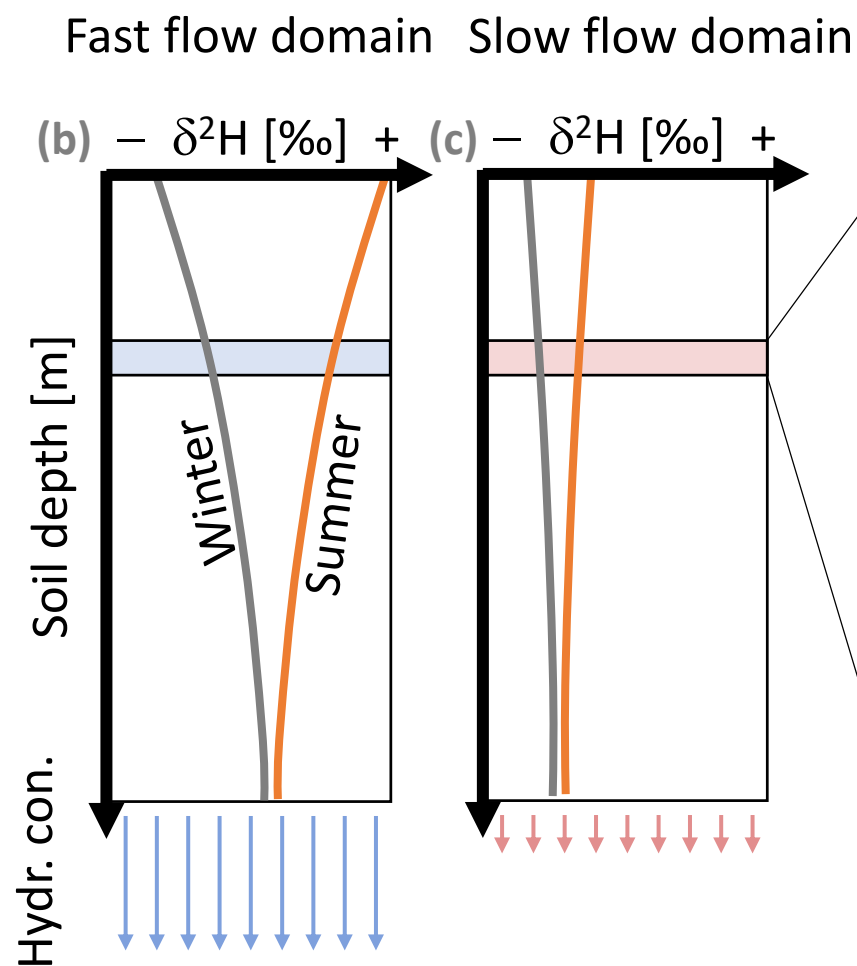 Fast flow domain
Slow flow domain
(b) – δ²H [‰] +
(c) – δ²H [‰] +
Soil depth [m]
Winter
Summer
Hydr. con.